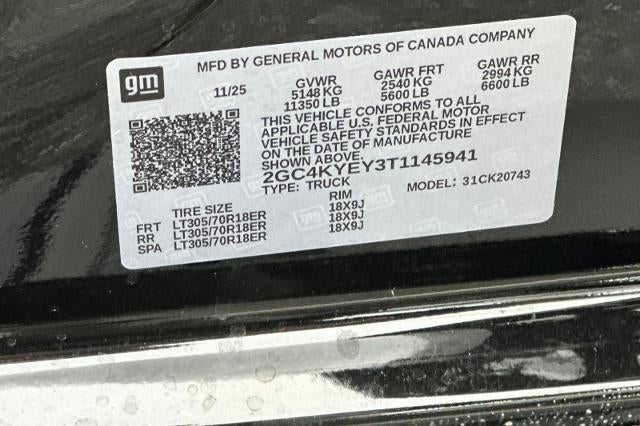 MFD BY GENERAL MOTORS OF CANADA COMPANY
gm
11/25 GVWR GAWR FRT GAWR RR
5148 KG 2540 KG 2994 KG
11350 LB 5600 LB 6600 LB
THIS VEHICLE CONFORMS TO ALL
APPLICABLE U.S. FEDERAL MOTOR
VEHICLE SAFETY STANDARDS IN EFFECT
ON THE DATE OF MANUFACTURE
SHOWN ABOVE.
2GC4KYEY3T1145941
TYPE: TRUCK MODEL: 31CK20743
TIRE SIZE RIM
FRT LT305/70R18ER 18X9J
RR LT305/70R18ER 18X9J
SPA LT305/70R18ER 18X9J